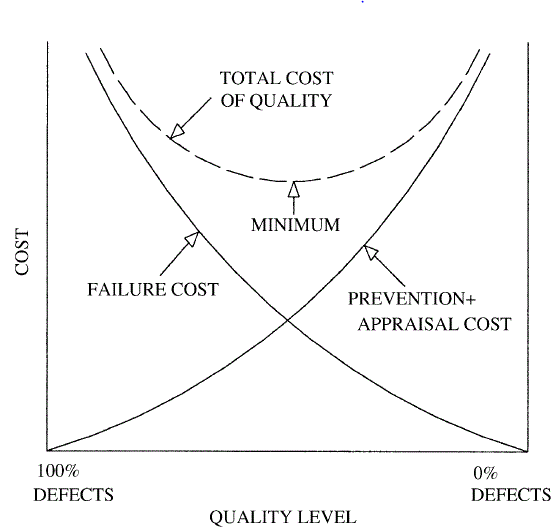 TOTAL COST
OF QUALITY
MINIMUM
COST
FAILURE COST
PREVENTION+
APPRAISAL COST
100%
DEFECTS
0%
DEFECTS
QUALITY LEVEL